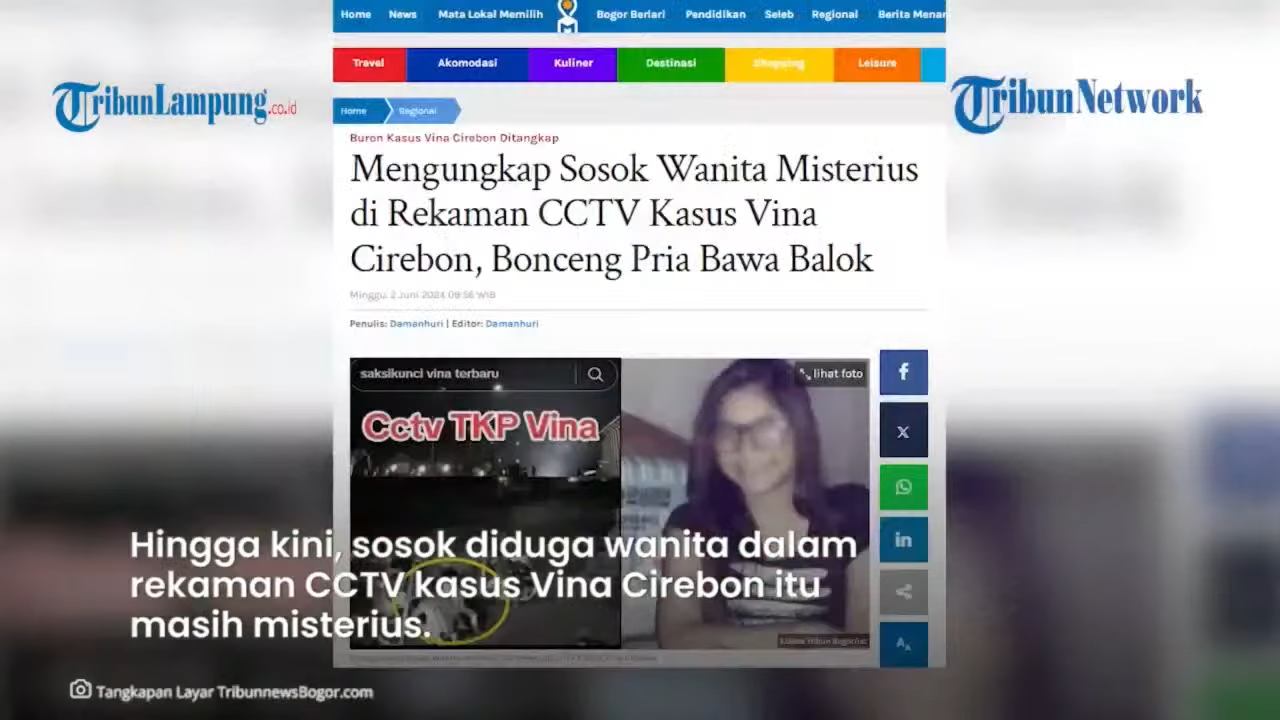 Home News Mata Lokal Memilih Bogor Berlari Pendidikan Seleb Regional Berita
Travel Akomodasi Kuliner Destinasi Shopping Leisure
TribunLampung.co.id
TribunNetwork
Home Regional
Buron Kasus Vina Cirebon Ditangkap
Mengungkap Sosok Wanita Misterius
di Rekaman CCTV Kasus Vina
Cirebon, Bonceng Pria Bawa Balok
Minggu, 2 Juni 2024 09:56 WIB
Penulis: Damanhuri | Editor: Damanhuri
saksikunci vina terbaru
lihat foto
Cctv TKP Vina
Hingga kini, sosok diduga wanita dalam
rekaman CCTV kasus Vina Cirebon itu
masih misterius.
Tangkapan Layar TribunnewsBogor.com